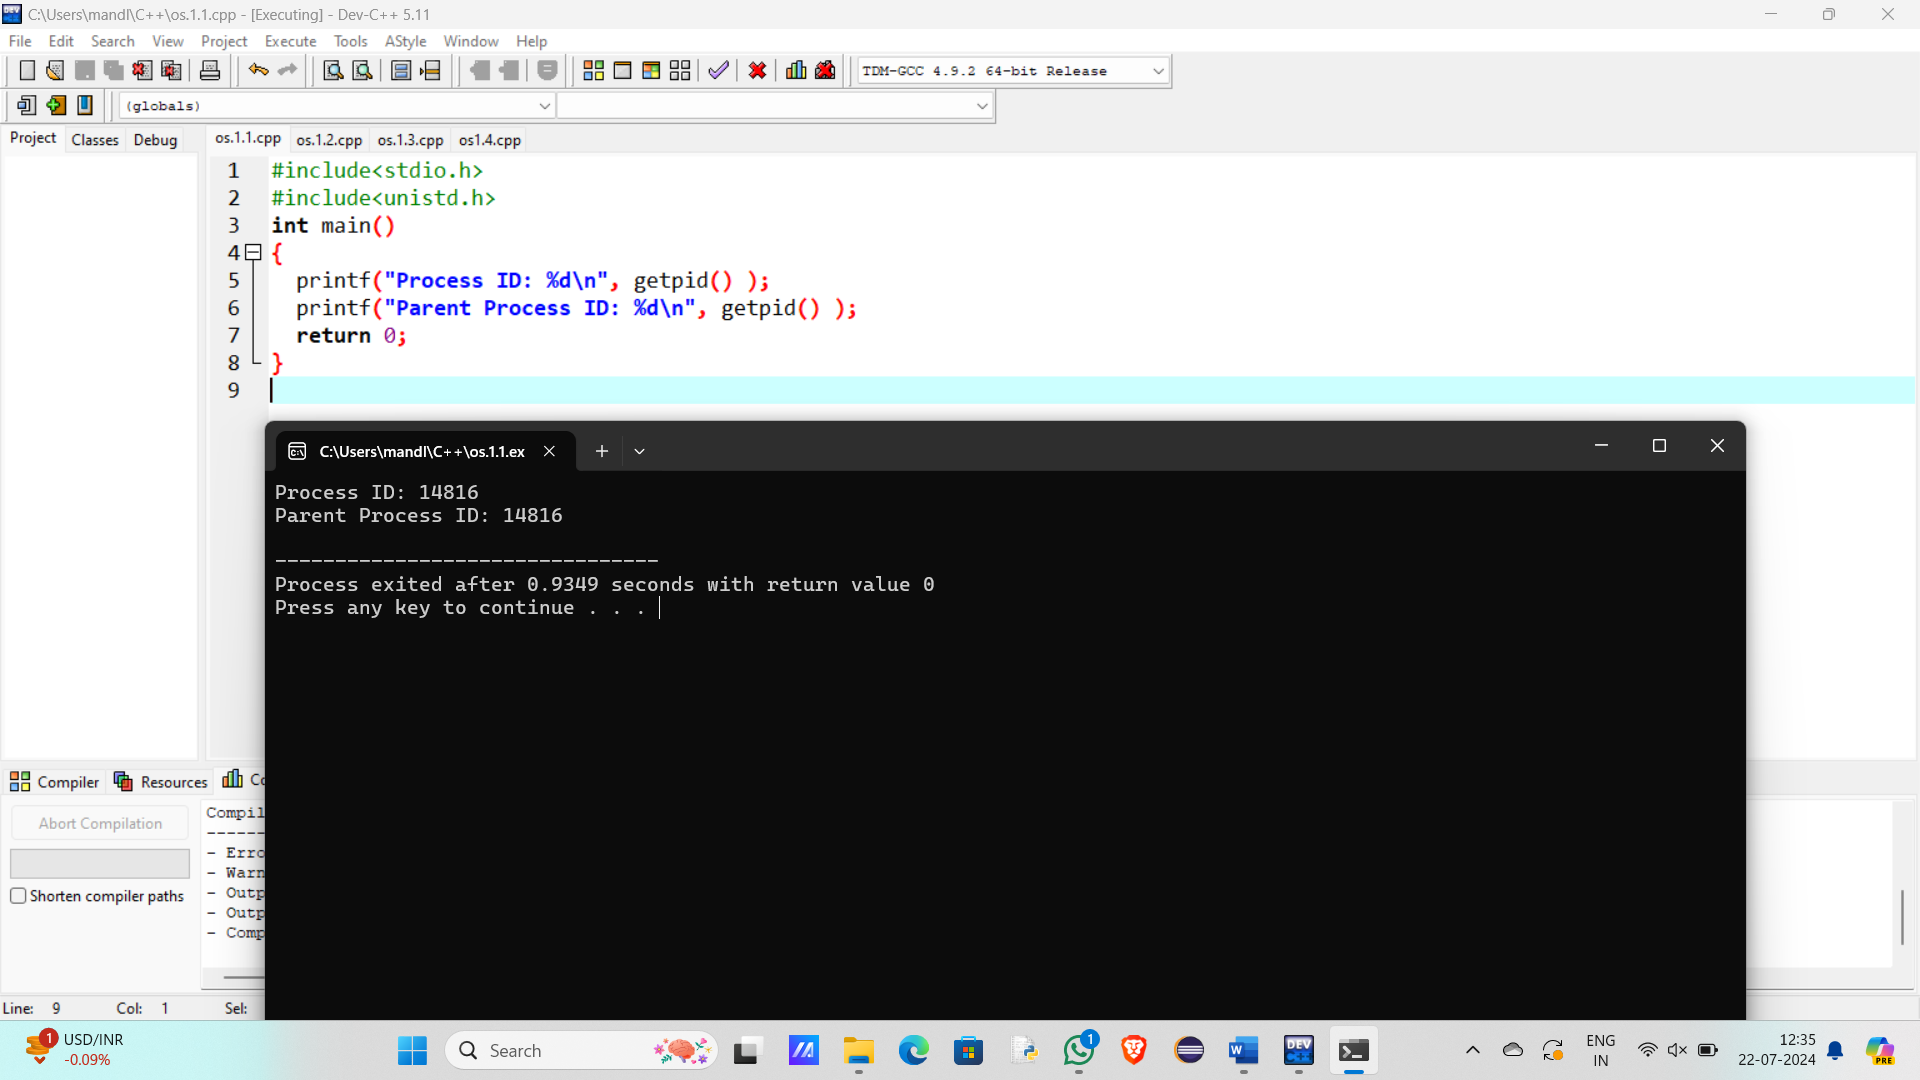 C:\Users\mandl\C++\os.1.1.cpp - [Executing] - Dev-C++ 5.11
File Edit Search View Project Execute Tools AStyle Window Help
TDM-GCC 4.9.2 64-bit Release
(globals)
Project Classes Debug os.1.1.cpp os.1.2.cpp os.1.3.cpp os1.4.cpp
1 #include<stdio.h>
2 #include<unistd.h>
3 int main()
4 {
5 printf("Process ID: %d\n", getpid() );
6 printf("Parent Process ID: %d\n", getpid() );
7 return 0;
8 }
9
C:\Users\mandl\C++\os.1.1.ex
Process ID: 14816
Parent Process ID: 14816
--------------------------------
Process exited after 0.9349 seconds with return value 0
Press any key to continue . . .
Compiler Resources Co
Abort Compilation
Shorten compiler paths
Compil
------
- Erro
- Warn
- Outp
- Outp
- Comp
Line: 9 Col: 1 Sel:
1 USD/INR
-0.09%
Search
1
DEV C++
PRE
ENG
IN
12:35
22-07-2024